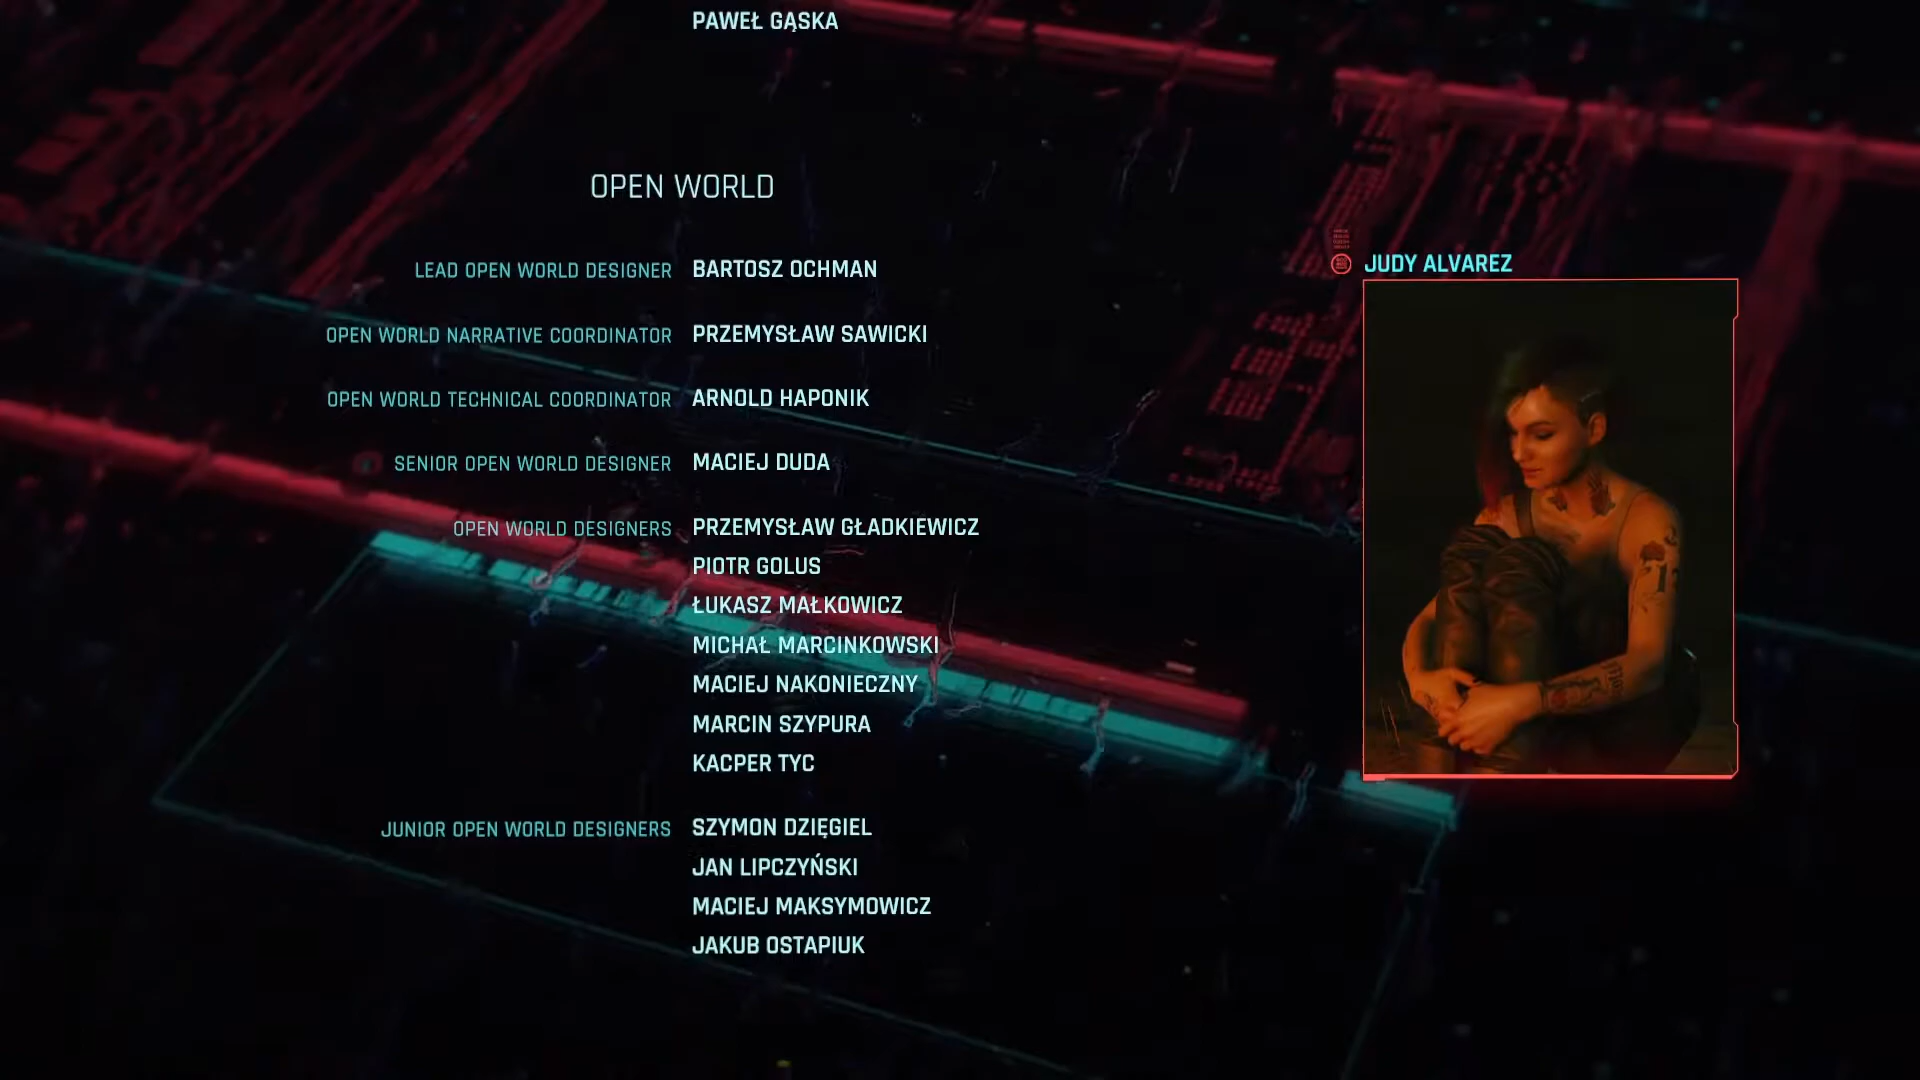 PAWEŁ GĄSKA
OPEN WORLD
LEAD OPEN WORLD DESIGNER BARTOSZ OCHMAN
OPEN WORLD NARRATIVE COORDINATOR PRZEMYSŁAW SAWICKI
OPEN WORLD TECHNICAL COORDINATOR ARNOLD HAPONIK
SENIOR OPEN WORLD DESIGNER MACIEJ DUDA
OPEN WORLD DESIGNERS PRZEMYSŁAW GŁADKIEWICZ
PIOTR GOLUS
ŁUKASZ MAŁKOWICZ
MICHAŁ MARCINKOWSKI
MACIEJ NAKONIECZNY
MARCIN SZYPURA
KACPER TYC
JUNIOR OPEN WORLD DESIGNERS SZYMON DZIĘGIEL
JAN LIPCZYŃSKI
MACIEJ MAKSYMOWICZ
JAKUB OSTAPIUK
JUDY ALVAREZ